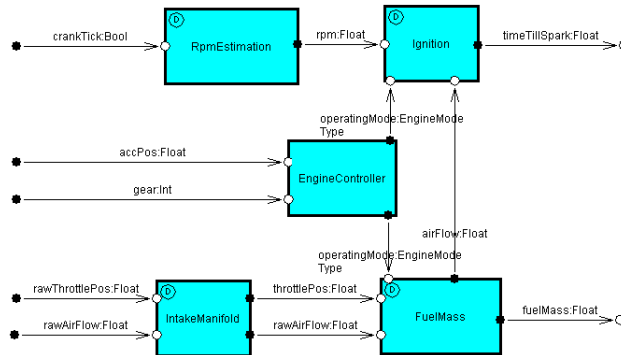 D
D
crankTick:Bool
RpmEstimation
rpm:Float
Ignition
timeTillSpark:Float
operatingMode:EngineMode
Type
accPos:Float
EngineController
gear:Int
airFlow:Float
operatingMode:EngineMode
Type
rawThrottlePos:Float
D
throttlePos:Float
D
IntakeManifold
FuelMass
fuelMass:Float
rawAirFlow:Float
rawAirFlow:Float